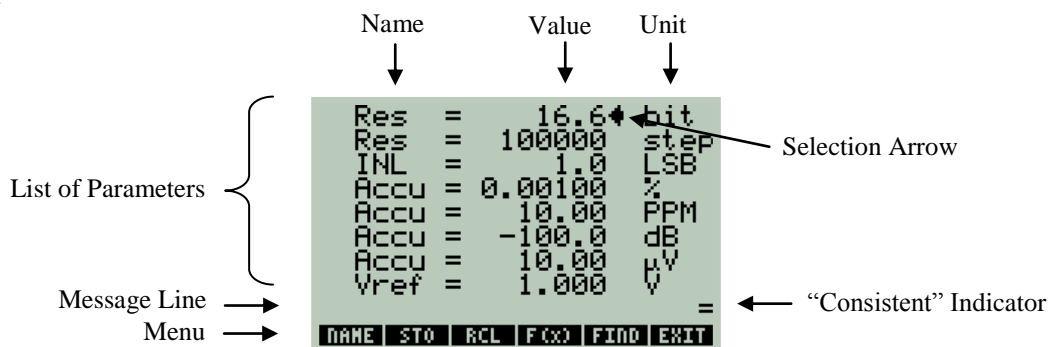 Name Value Unit
Res = 16.6 bit
Res = 100000 step
INL = 1.0 LSB
Accu = 0.00100 %
Accu = 10.00 PPM
Accu = -100.0 dB
Accu = 10.00 µV
Vref = 1.000 V
=
NAME STO RCL F(x) FIND EXIT
Selection Arrow
List of Parameters
Message Line
Menu
“Consistent” Indicator